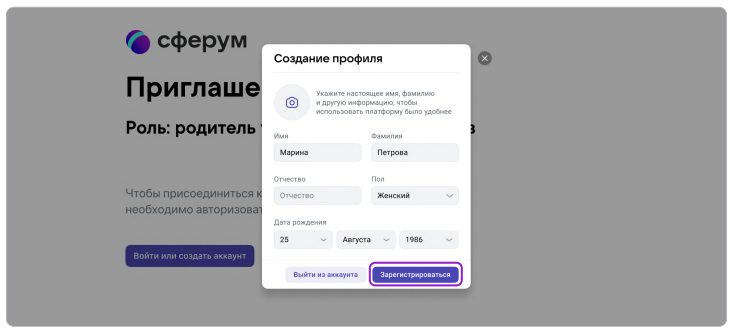 сферум
Приглаше
Роль: родитель
в
Чтобы присоединиться к
необходимо авторизоват
Войти или создать аккаунт
Создание профиля
Укажите настоящее имя, фамилию
и другую информацию, чтобы
использовать платформу было удобнее
Имя
Фамилия
Марина
Петрова
Отчество
Пол
Отчество
Женский
Дата рождения
25
Августа
1986
Выйти из аккаунта
Зарегистрироваться